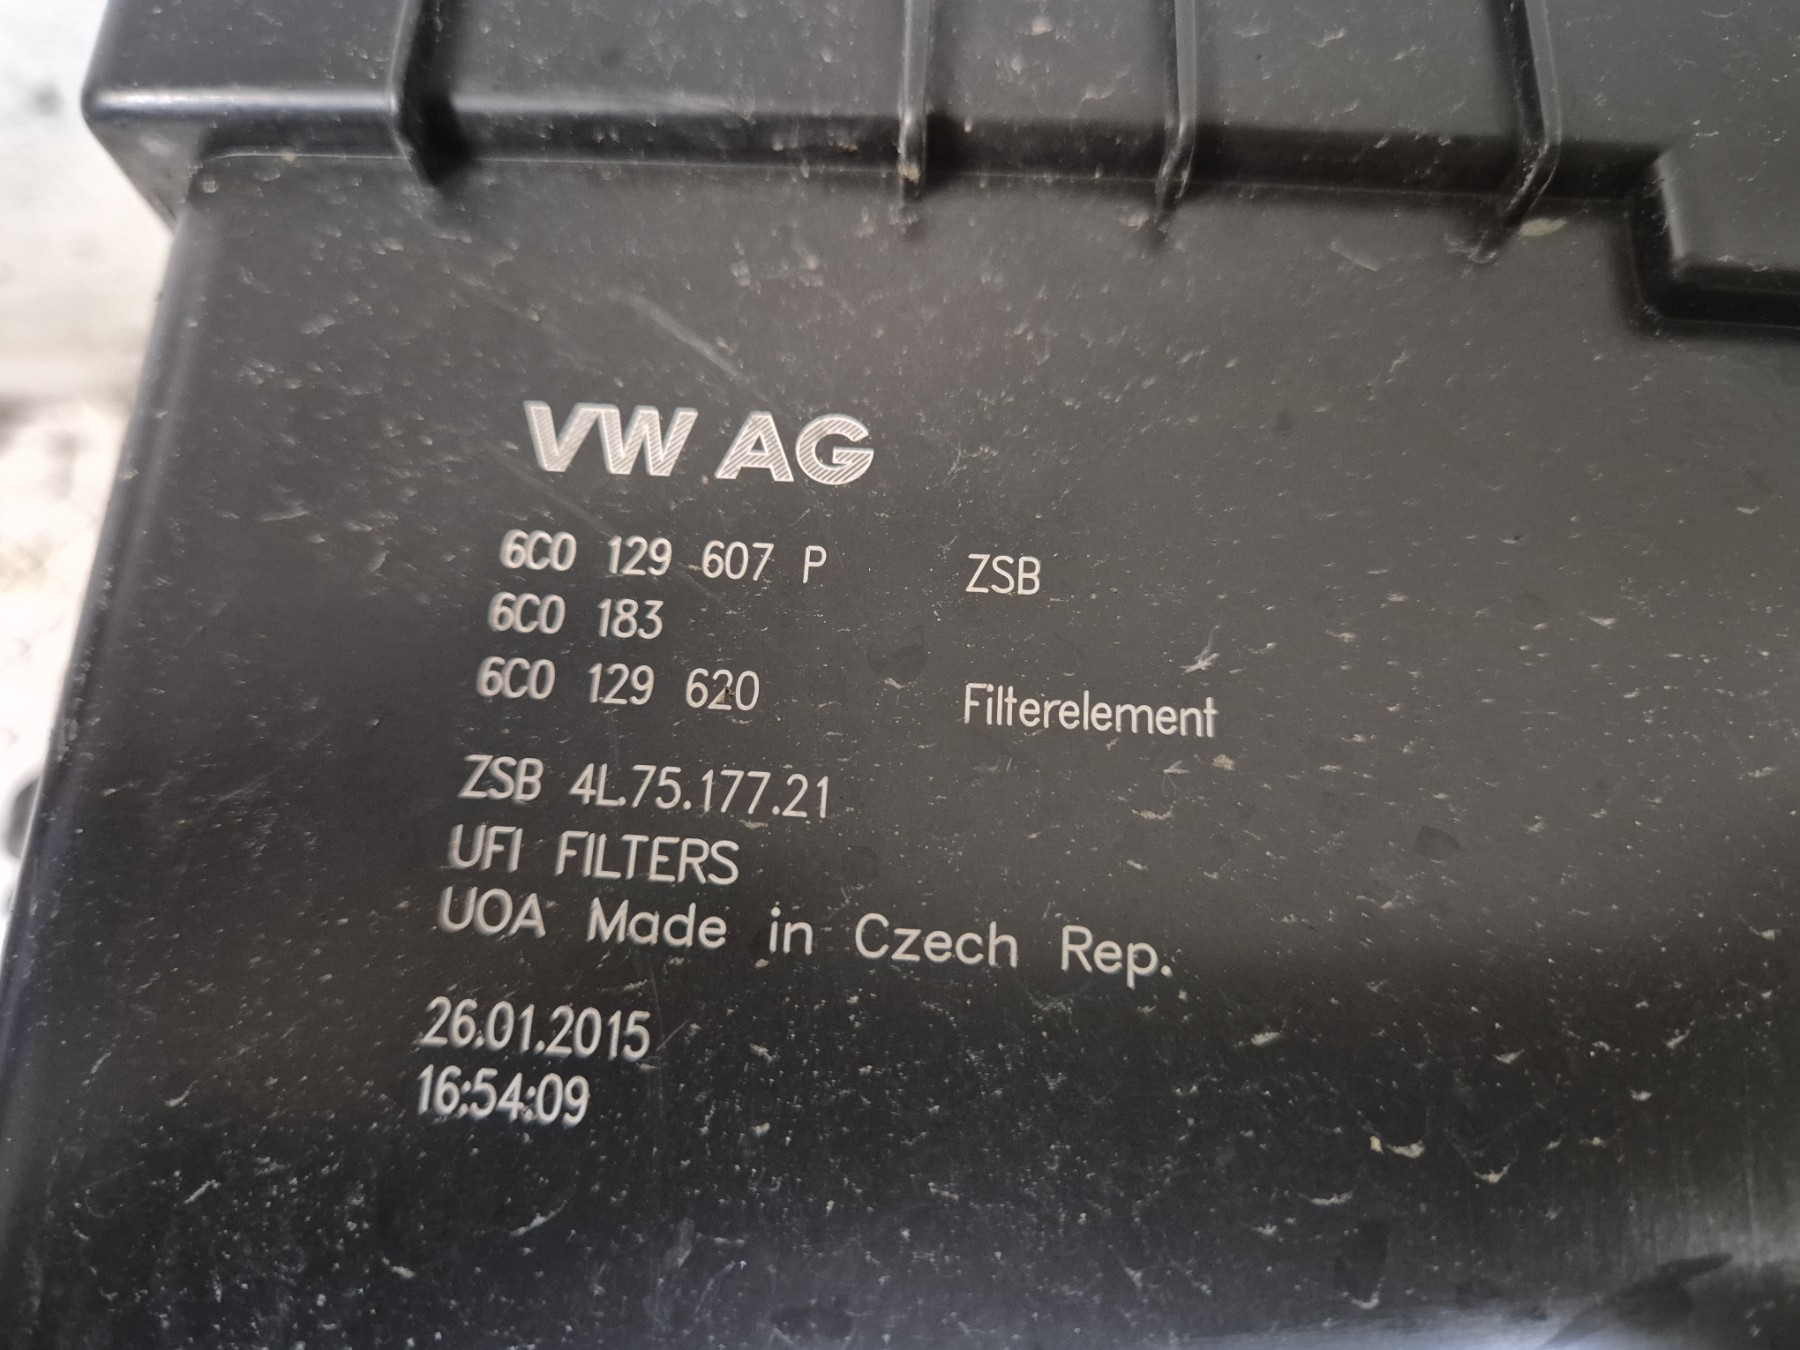 VW AG
6C0 129 607 P ZSB
6C0 183
6C0 129 620 Filterelement
ZSB 4L.75.177.21
UFI FILTERS
UOA Made in Czech Rep.
26.01.2015
16:54:09